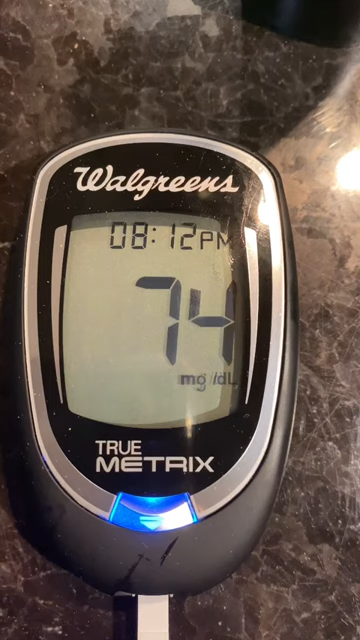 Walgreens
08:12PM
74
mg/dL
TRUE
METRIX